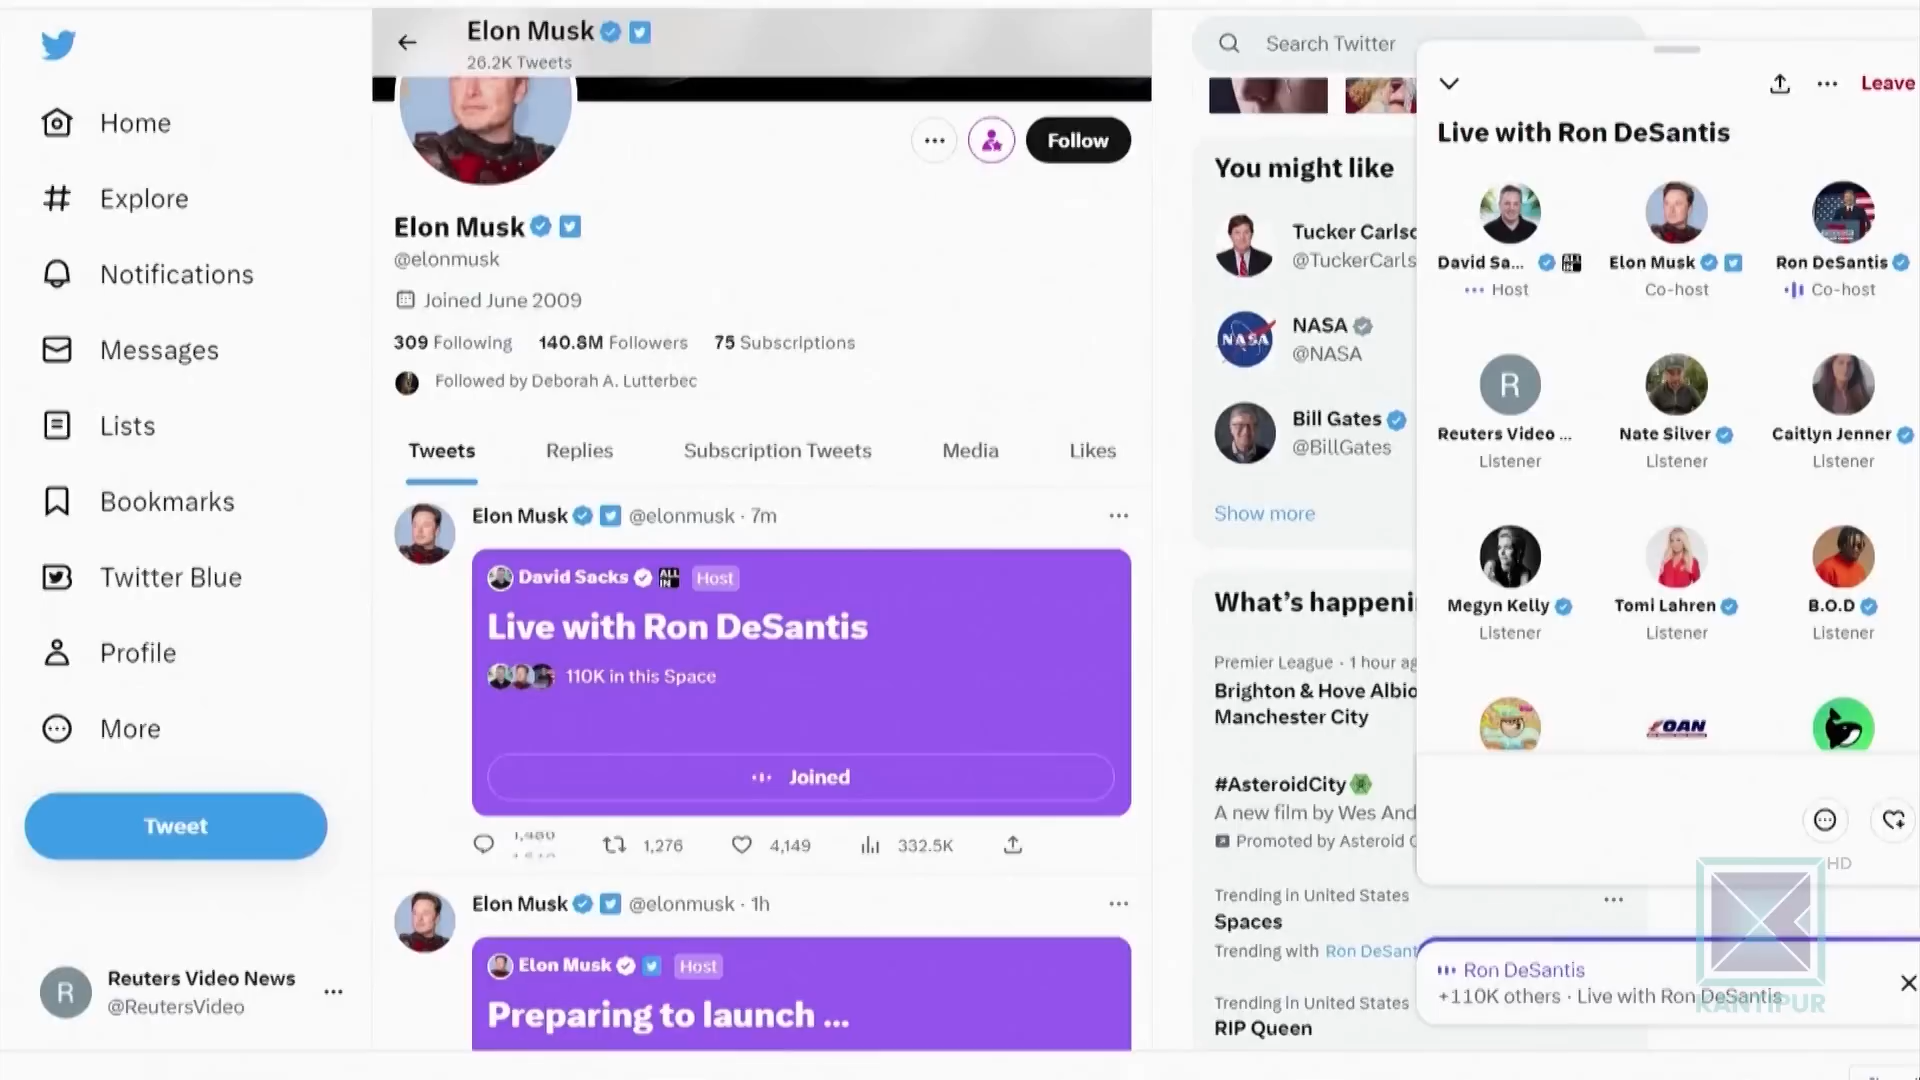 Home
Explore
Notifications
Messages
Lists
Bookmarks
Twitter Blue
Profile
More
Tweet
R
Reuters Video News
@ReutersVideo
Elon Musk
26.2K Tweets
Follow
Elon Musk
@elonmusk
Joined June 2009
309 Following 140.8M Followers 75 Subscriptions
Followed by Deborah A. Lutterbec
Tweets Replies Subscription Tweets Media Likes
Elon Musk @elonmusk · 7m
David Sacks ALL IN Host
Live with Ron DeSantis
110K in this Space
Joined
1,276 4,149 332.5K
Elon Musk @elonmusk · 1h
Elon Musk Host
Preparing to launch ...
Search Twitter
You might like
Tucker Carlso
@TuckerCarls
NASA
NASA
@NASA
Bill Gates
@BillGates
Show more
What's happeni
Premier League · 1 hour ag
Brighton & Hove Albio
Manchester City
#AsteroidCity
A new film by Wes And
Promoted by Asteroid C
Trending in United States
Spaces
Trending with Ron DeSant
Trending in United States
RIP Queen
Leave
Live with Ron DeSantis
David Sa... Elon Musk Ron DeSantis
Host Co-host Co-host
R
Reuters Video ... Nate Silver Caitlyn Jenner
Listener Listener Listener
Megyn Kelly Tomi Lahren B.O.D
Listener Listener Listener
OAN
HD
Ron DeSantis
+110K others · Live with Ron DeSantis
KANTIPUR